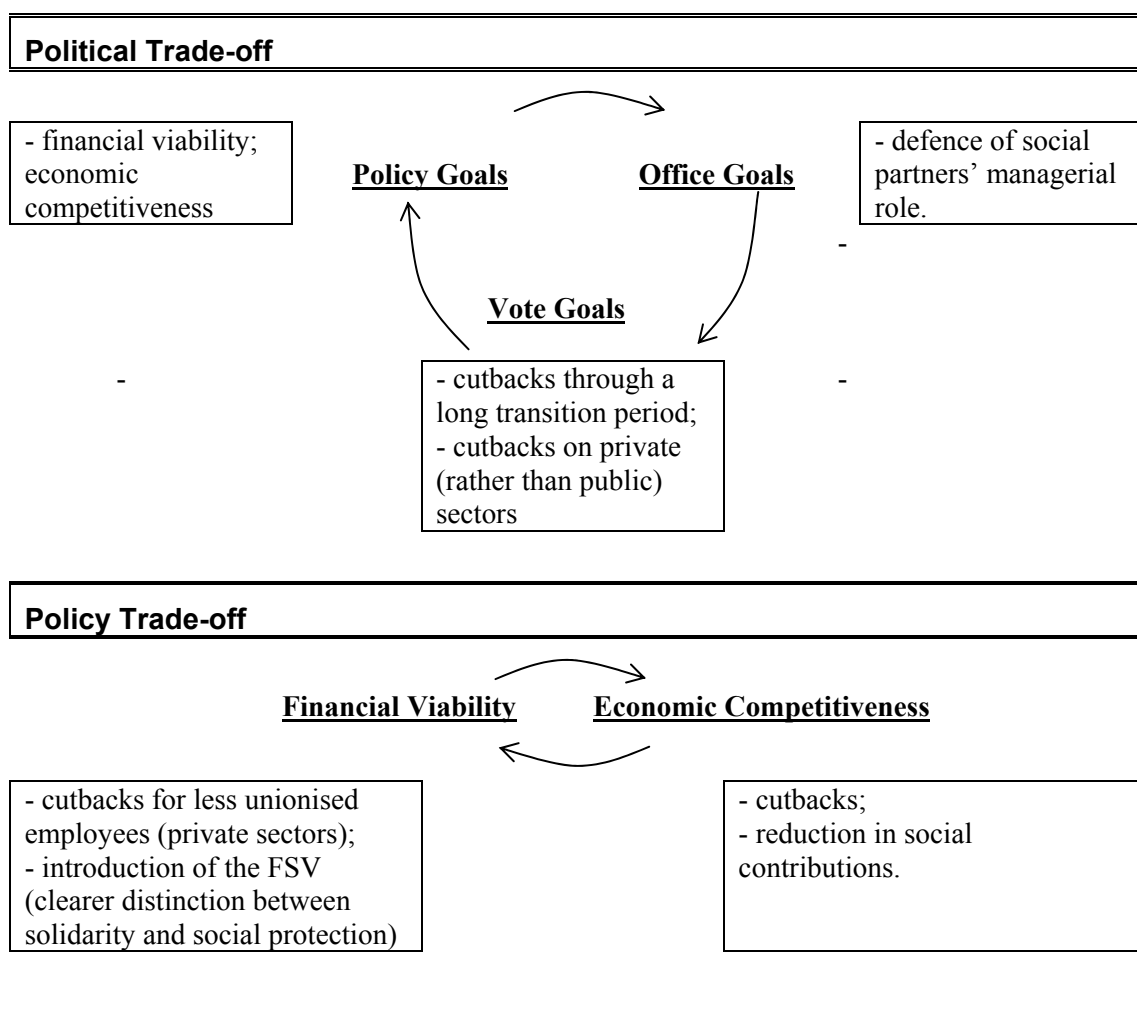 Political Trade-off
- financial viability;
economic
competitiveness
Policy Goals
Office Goals
- defence of social
partners’ managerial
role.
-
Vote Goals
-
- cutbacks through a
long transition period;
- cutbacks on private
(rather than public)
sectors
-
Policy Trade-off
Financial Viability
Economic Competitiveness
- cutbacks for less unionised
employees (private sectors);
- introduction of the FSV
(clearer distinction between
solidarity and social protection)
- cutbacks;
- reduction in social
contributions.